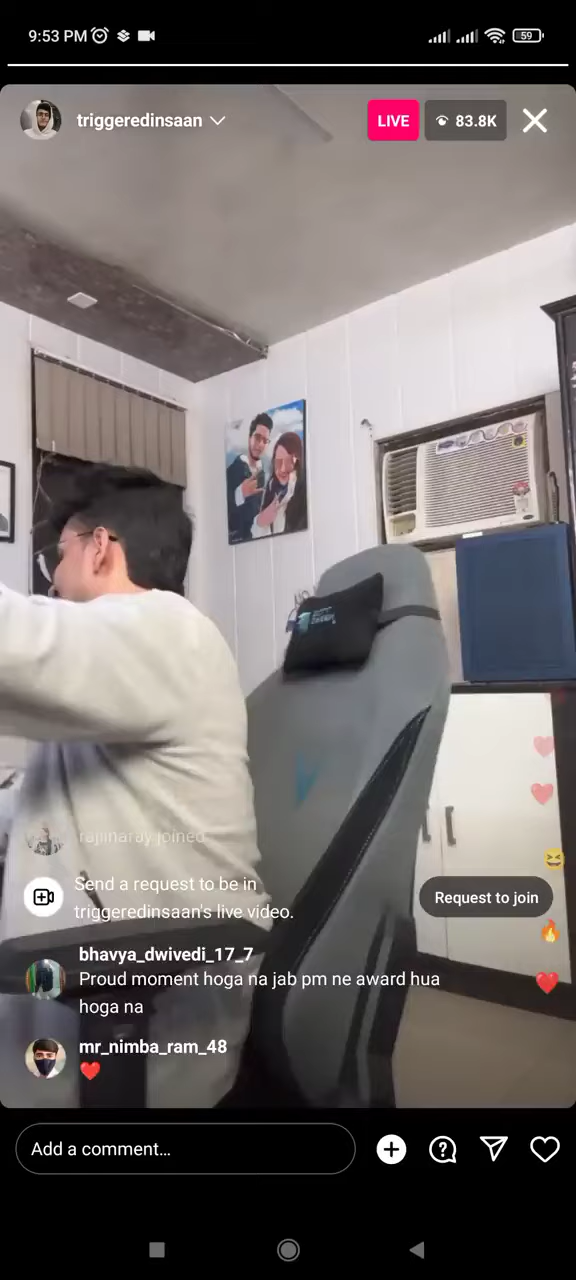 9:53 PM
59
triggeredinsaan
LIVE
83.8K
rajinaray joined
Send a request to be in
triggeredinsaan's live video.
Request to join
bhavya_dwivedi_17_7
Proud moment hoga na jab pm ne award hua
hoga na
mr_nimba_ram_48
Add a comment...